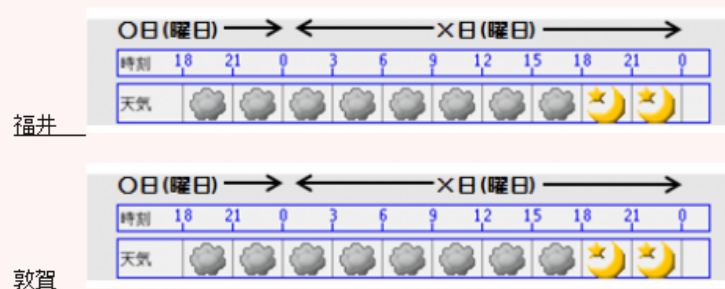 〇日(曜日) ×日(曜日)
時刻 18 21 0 3 6 9 12 15 18 21 0
天気
福井
〇日(曜日) ×日(曜日)
時刻 18 21 0 3 6 9 12 15 18 21 0
天気
敦賀